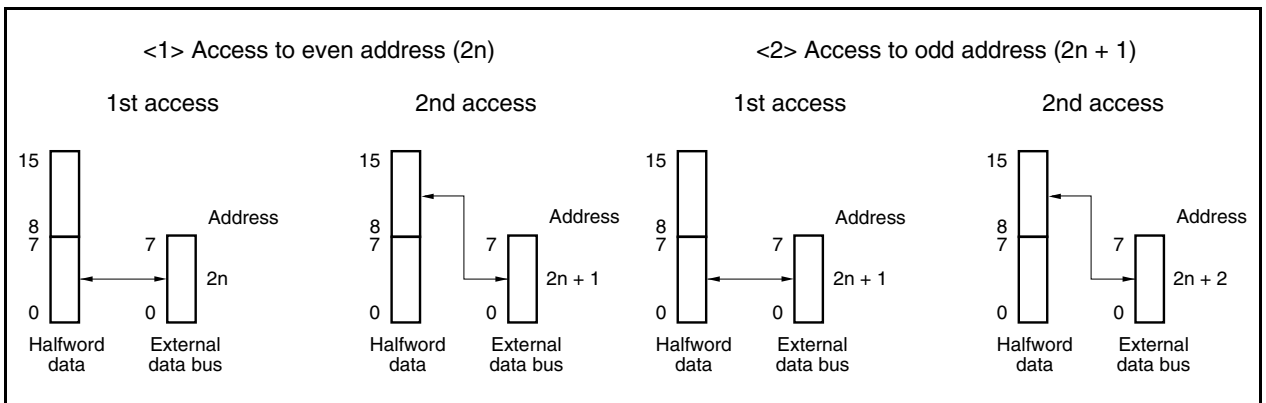 <1> Access to even address (2n)
1st access
15
8
7
0
Halfword
data
7
0
External
data bus
Address
2n
2nd access
15
8
7
0
Halfword
data
7
0
External
data bus
Address
2n + 1
<2> Access to odd address (2n + 1)
1st access
15
8
7
0
Halfword
data
7
0
External
data bus
Address
2n + 1
2nd access
15
8
7
0
Halfword
data
7
0
External
data bus
Address
2n + 2